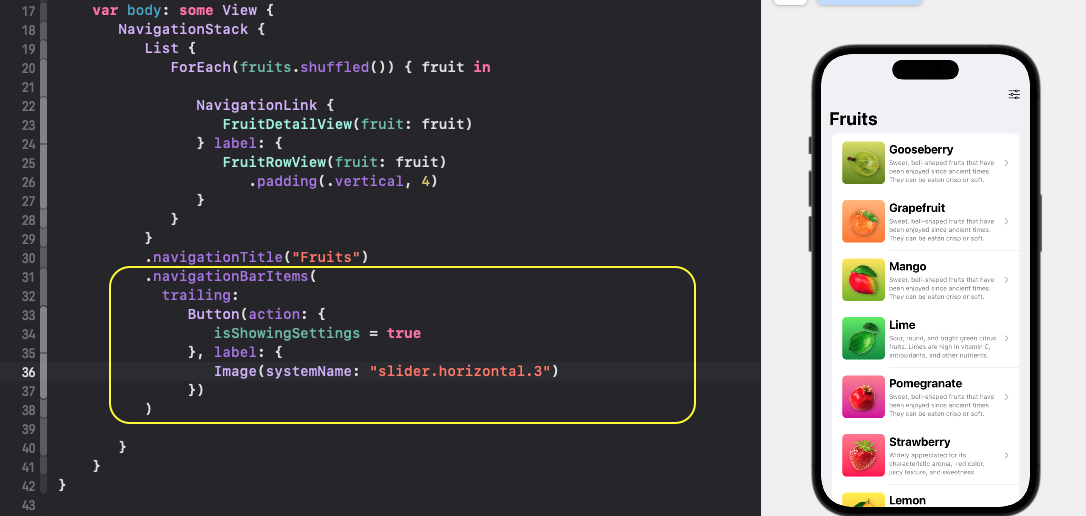 17 var body: some View {
18 NavigationStack {
19 List {
20 ForEach(fruits.shuffled()) { fruit in
21
22 NavigationLink {
23 FruitDetailView(fruit: fruit)
24 } label: {
25 FruitRowView(fruit: fruit)
26 .padding(.vertical, 4)
27 }
28 }
29 }
30 .navigationTitle("Fruits")
31 .navigationBarItems(
32 trailing:
33 Button(action: {
34 isShowingSettings = true
35 }, label: {
36 Image(systemName: "slider.horizontal.3")
37 })
38 )
39
40 }
41 }
42 }
43
Fruits
Gooseberry
Sweet, bell-shaped fruits that have
been enjoyed since ancient times.
They can be eaten crisp or soft.
Grapefruit
Sweet, bell-shaped fruits that have
been enjoyed since ancient times.
They can be eaten crisp or soft.
Mango
Sweet, bell-shaped fruits that have
been enjoyed since ancient times.
They can be eaten crisp or soft.
Lime
Sour, round, and bright green citrus
fruits. Limes are high in vitamin C,
antioxidants, and other nutrients.
Pomegranate
Sweet, bell-shaped fruits that have
been enjoyed since ancient times.
They can be eaten crisp or soft.
Strawberry
Widely appreciated for its
characteristic aroma, red color,
juicy texture, and sweetness
Lemon